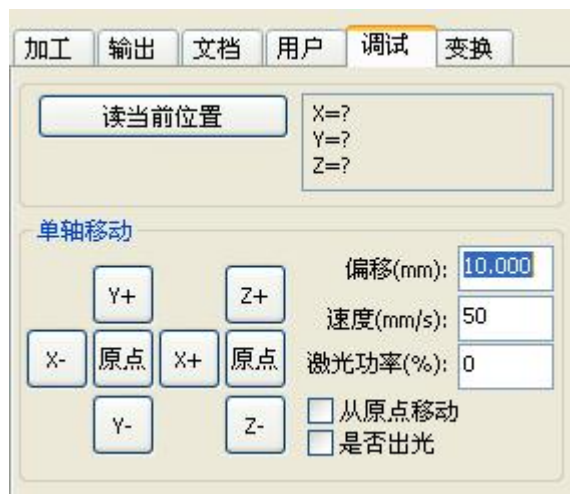 加工 输出 文档 用户 调试 变换
读当前位置
X=?
Y=?
Z=?
单轴移动
偏移(mm): 10.000
Y+ Z+
速度(mm/s): 50
X- 原点 X+ 原点
激光功率(%): 0
Y- Z-
从原点移动
是否出光